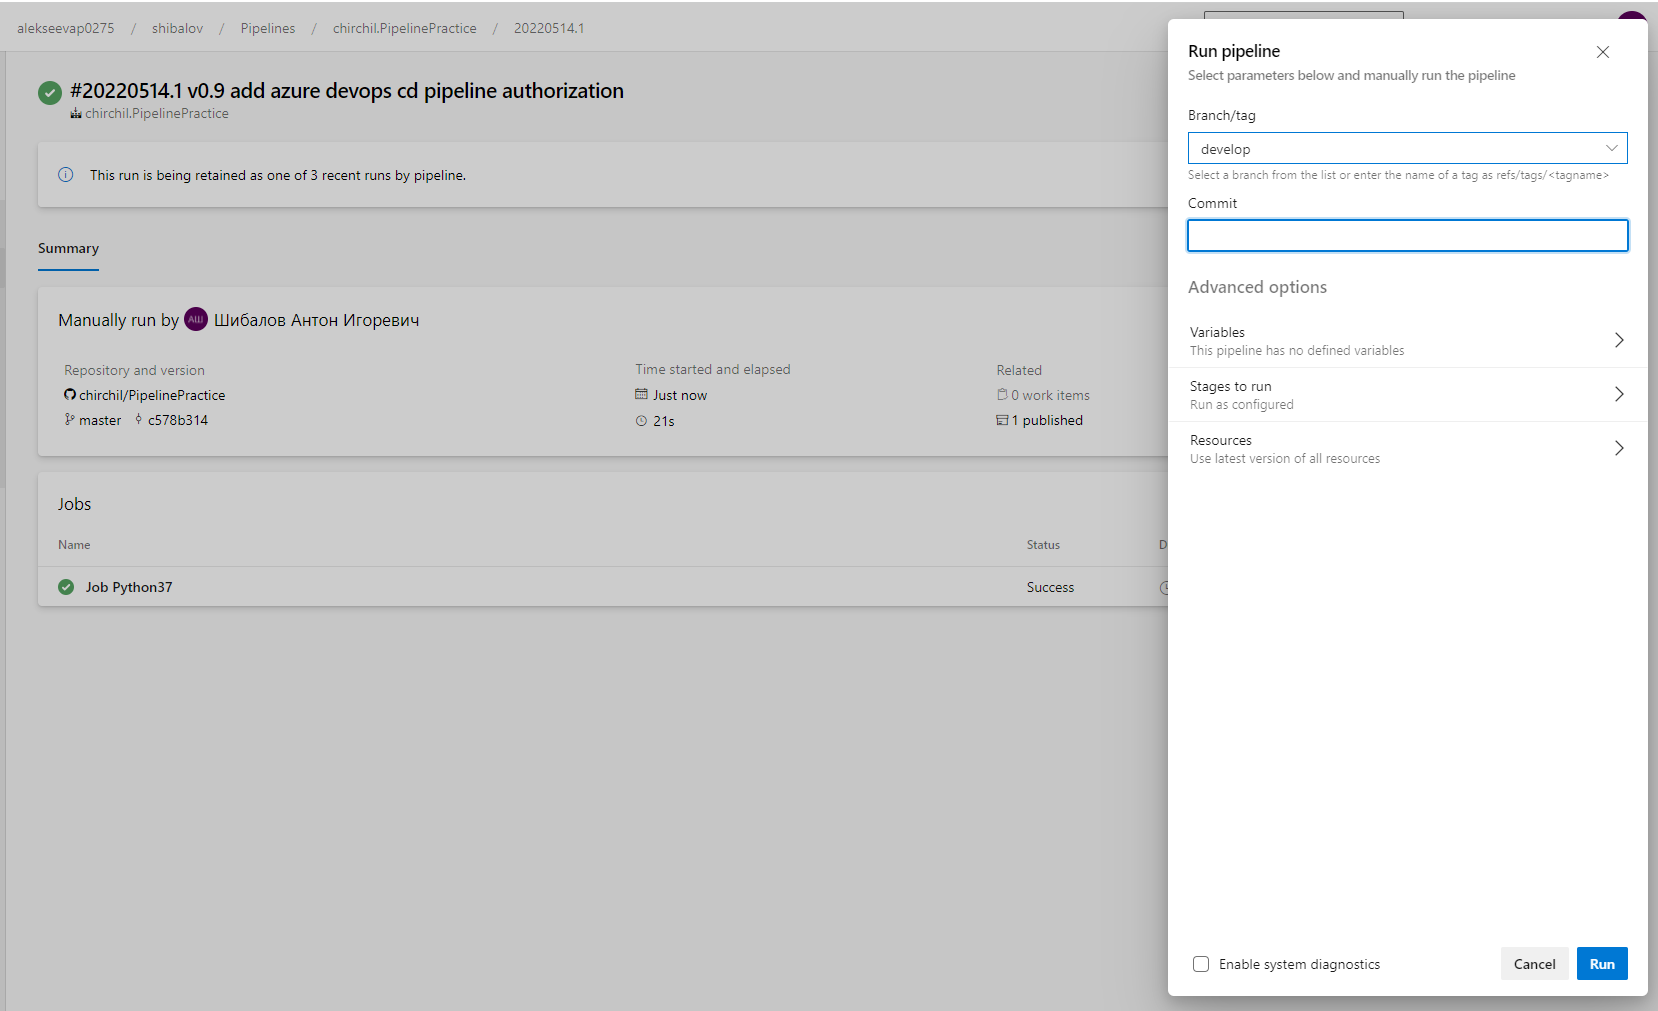 alekseevap0275 / shibalov / Pipelines / chirchil.PipelinePractice / 20220514.1
#20220514.1 v0.9 add azure devops cd pipeline authorization
chirchil.PipelinePractice
This run is being retained as one of 3 recent runs by pipeline.
Summary
Manually run by АШ Шибалов Антон Игоревич
Repository and version
chirchil/PipelinePractice
master c578b314
Time started and elapsed
Just now
21s
Related
0 work items
1 published
Jobs
Name Status D
Job Python37 Success
Run pipeline
Select parameters below and manually run the pipeline
Branch/tag
develop
Select a branch from the list or enter the name of a tag as refs/tags/<tagname>
Commit
Advanced options
Variables
This pipeline has no defined variables
Stages to run
Run as configured
Resources
Use latest version of all resources
Enable system diagnostics
Cancel
Run